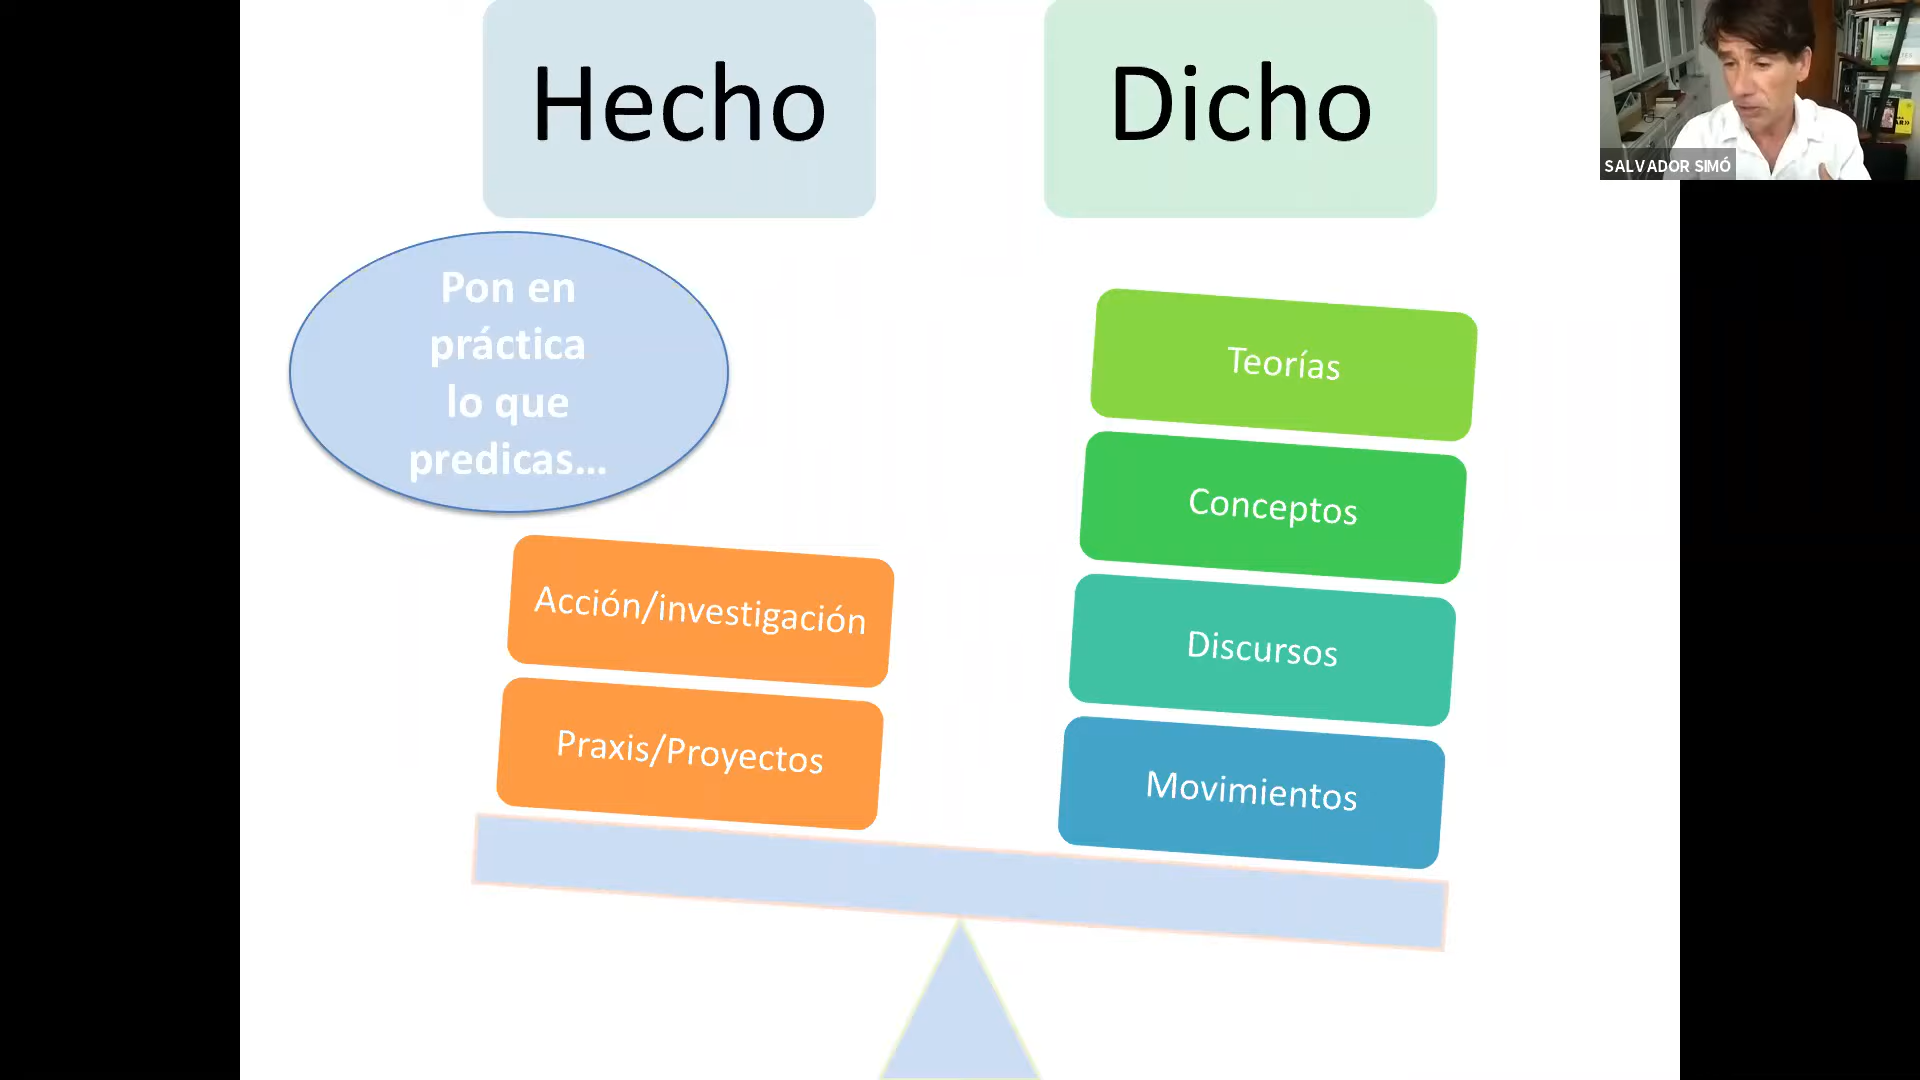 Hecho
Dicho
SALVADOR SIMÓ
Pon en
práctica
lo que
predicas...
Teorías
Conceptos
Discursos
Movimientos
Acción/investigación
Praxis/Proyectos